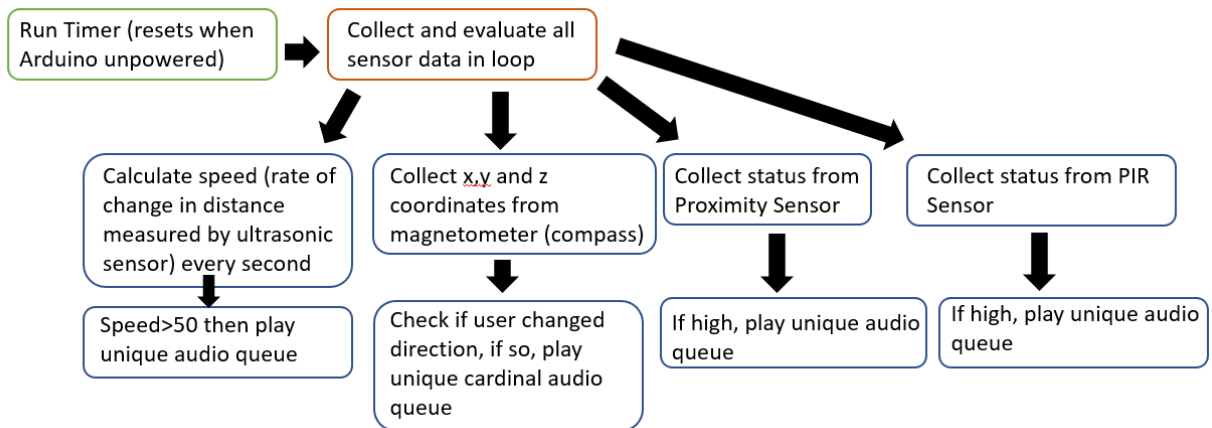 Run Timer (resets when
Arduino unpowered)
Collect and evaluate all
sensor data in loop
Calculate speed (rate of
change in distance
measured by ultrasonic
sensor) every second
Collect x,y and z
coordinates from
magnetometer (compass)
Collect status from
Proximity Sensor
Collect status from PIR
Sensor
Speed>50 then play
unique audio queue
Check if user changed
direction, if so, play
unique cardinal audio
queue
If high, play unique audio
queue
If high, play unique audio
queue